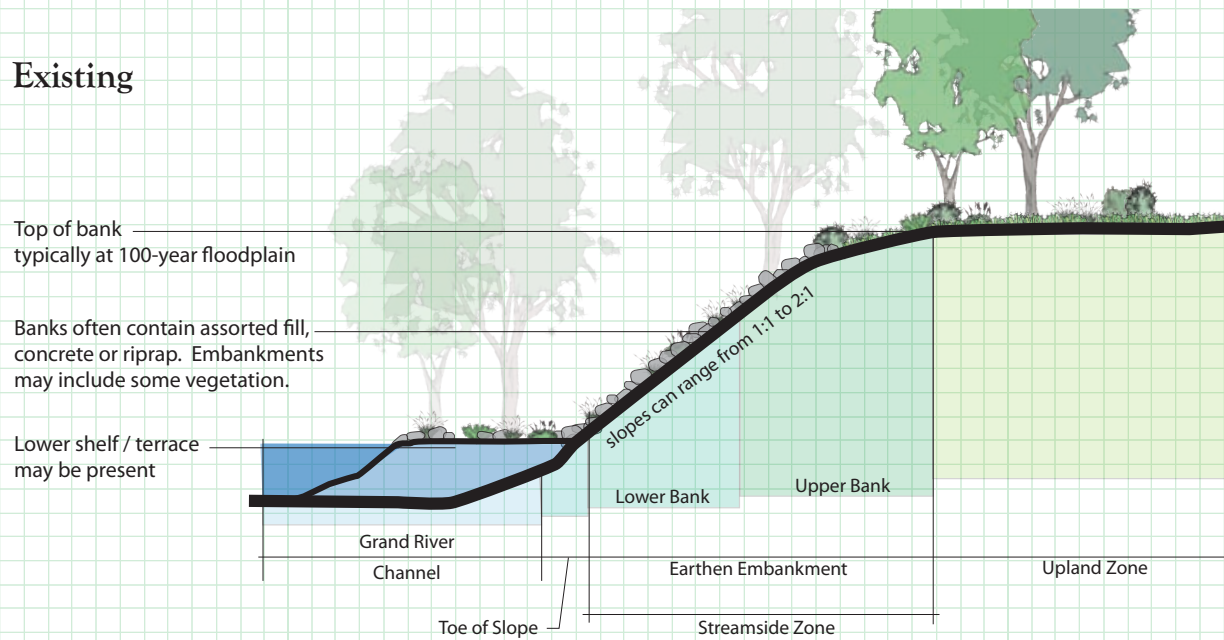 Existing
Top of bank
typically at 100-year floodplain
Banks often contain assorted fill,
concrete or riprap.  Embankments
may include some vegetation.
Lower shelf / terrace
may be present
slopes can range from 1:1 to 2:1
Lower Bank
Upper Bank
Grand River
Channel
Earthen Embankment
Upland Zone
Toe of Slope
Streamside Zone